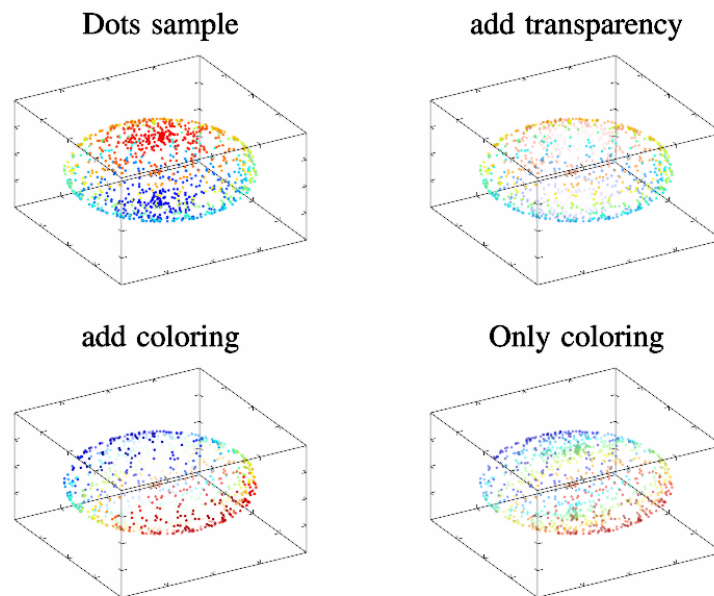 Dots sample
add transparency
add coloring
Only coloring